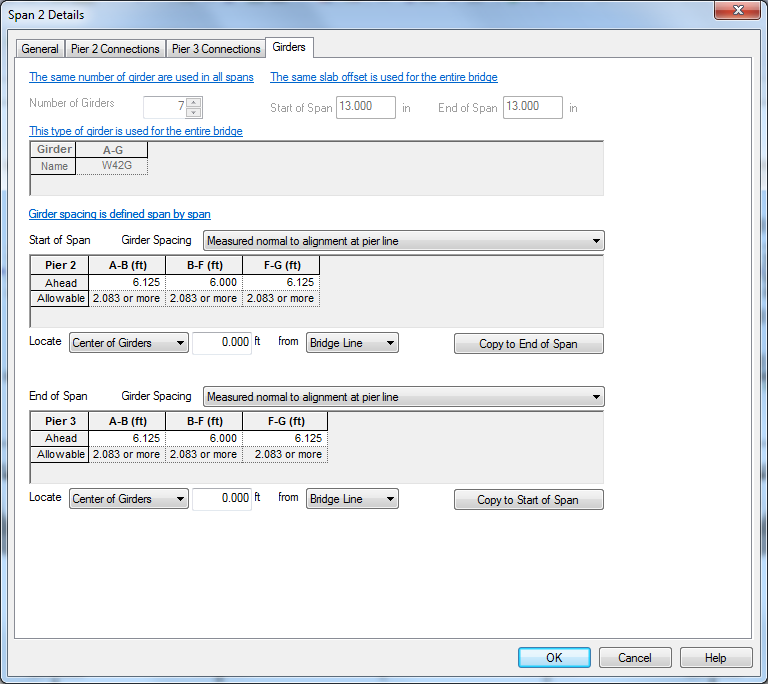 Span 2 Details
General Pier 2 Connections Pier 3 Connections Girders
The same number of girder are used in all spans The same slab offset is used for the entire bridge
Number of Girders 7 Start of Span 13.000 in End of Span 13.000 in
This type of girder is used for the entire bridge
Girder A-G
Name W42G
Girder spacing is defined span by span
Start of Span Girder Spacing Measured normal to alignment at pier line
Pier 2 A-B (ft) B-F (ft) F-G (ft)
Ahead 6.125 6.000 6.125
Allowable 2.083 or more 2.083 or more 2.083 or more
Locate Center of Girders 0.000 ft from Bridge Line Copy to End of Span
End of Span Girder Spacing Measured normal to alignment at pier line
Pier 3 A-B (ft) B-F (ft) F-G (ft)
Ahead 6.125 6.000 6.125
Allowable 2.083 or more 2.083 or more 2.083 or more
Locate Center of Girders 0.000 ft from Bridge Line Copy to Start of Span
OK Cancel Help